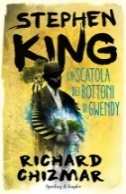 STEPHEN
KING
LA SCATOLA
DEI BOTTONI
DI GWENDY
RICHARD
CHIZMAR
Sperling & Kupfer